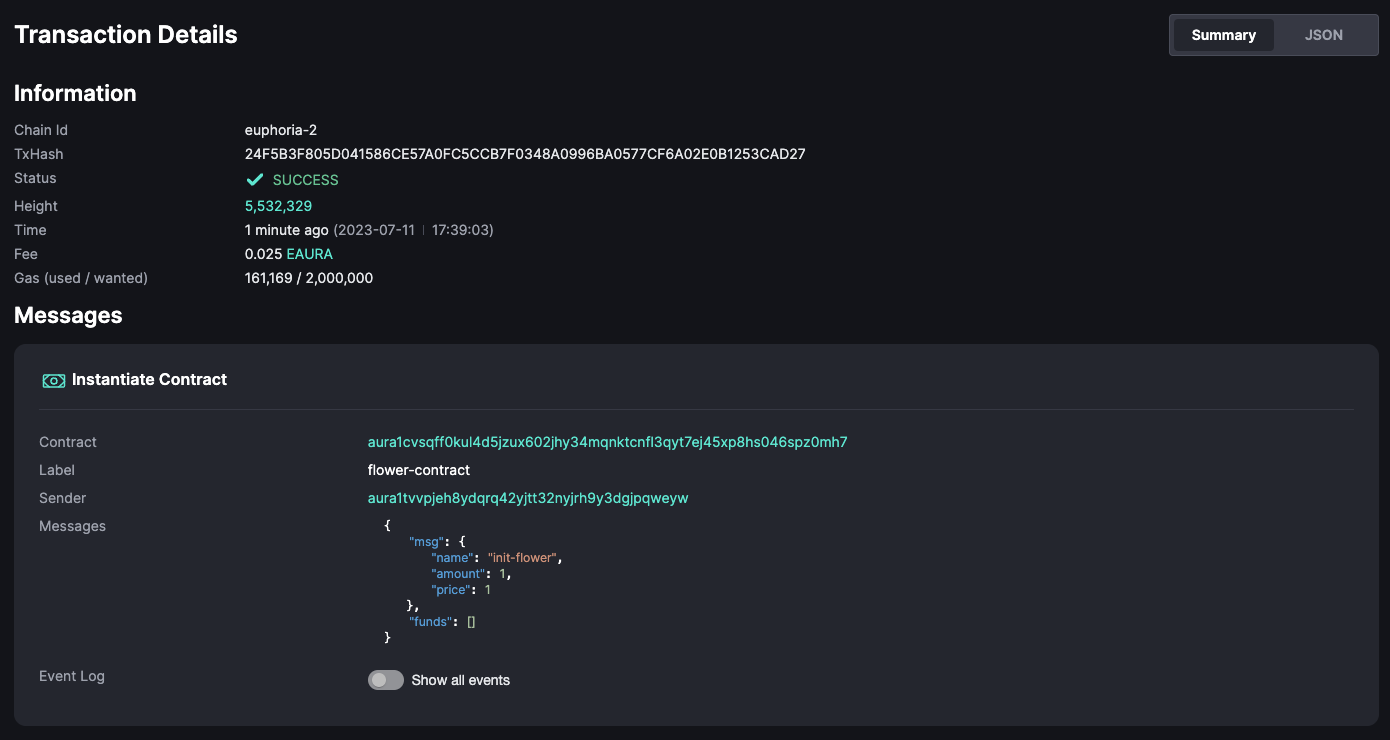 Transaction Details
Summary JSON
Information
Chain Id euphoria-2
TxHash 24F5B3F805D041586CE57A0FC5CCB7F0348A0996BA0577CF6A02E0B1253CAD27
Status SUCCESS
Height 5,532,329
Time 1 minute ago (2023-07-11 | 17:39:03)
Fee 0.025 EAURA
Gas (used / wanted) 161,169 / 2,000,000
Messages
Instantiate Contract
Contract aura1cvsqff0kul4d5jzux602jhy34mqnktcnfl3qyt7ej45xp8hs046spz0mh7
Label flower-contract
Sender aura1tvvpjeh8ydqrq42yjtt32nyjrh9y3dgjpqweyw
Messages {
"msg": {
"name": "init-flower",
"amount": 1,
"price": 1
},
"funds": []
}
Event Log Show all events